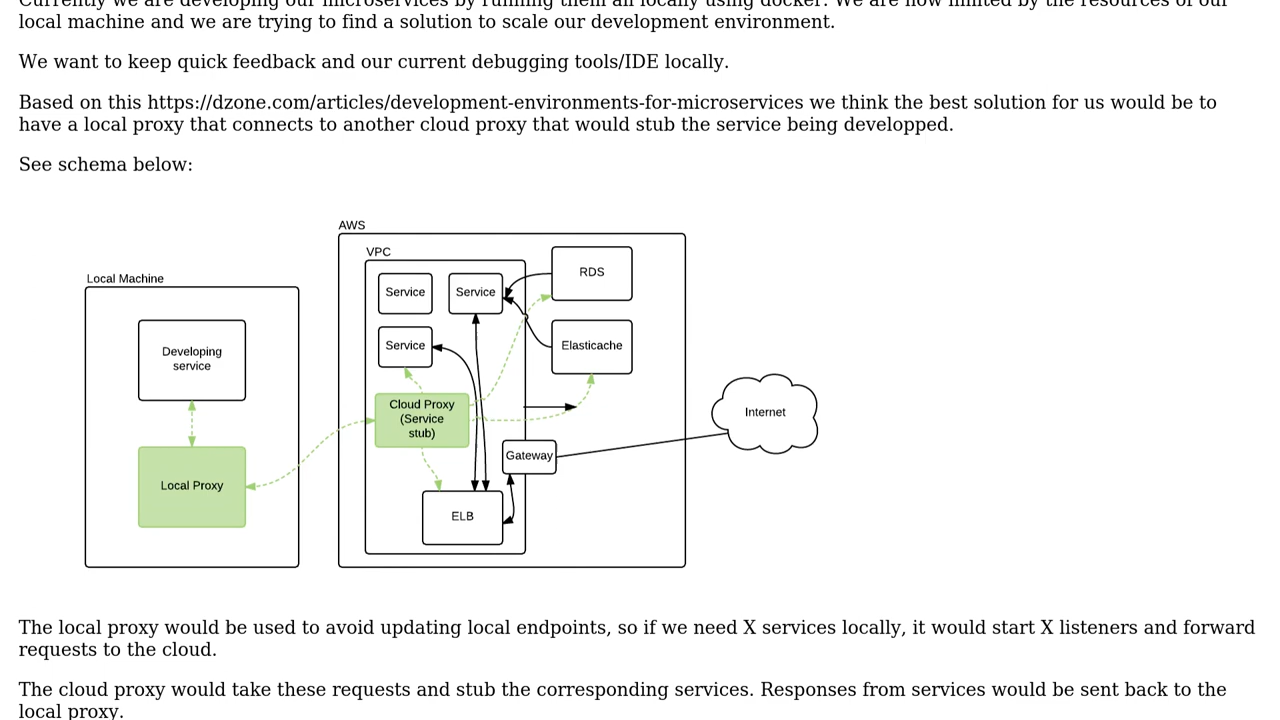 Currently we are developing our microservices by running them all locally using docker. We are now limited by the resources of our
local machine and we are trying to find a solution to scale our development environment.
We want to keep quick feedback and our current debugging tools/IDE locally.
Based on this https://dzone.com/articles/development-environments-for-microservices we think the best solution for us would be to
have a local proxy that connects to another cloud proxy that would stub the service being developped.
See schema below:
AWS
VPC
Local Machine
RDS
Service
Service
Developing
service
Service
Elasticache
Cloud Proxy
(Service
stub)
Internet
Gateway
Local Proxy
ELB
The local proxy would be used to avoid updating local endpoints, so if we need X services locally, it would start X listeners and forward
requests to the cloud.
The cloud proxy would take these requests and stub the corresponding services. Responses from services would be sent back to the
local proxy.